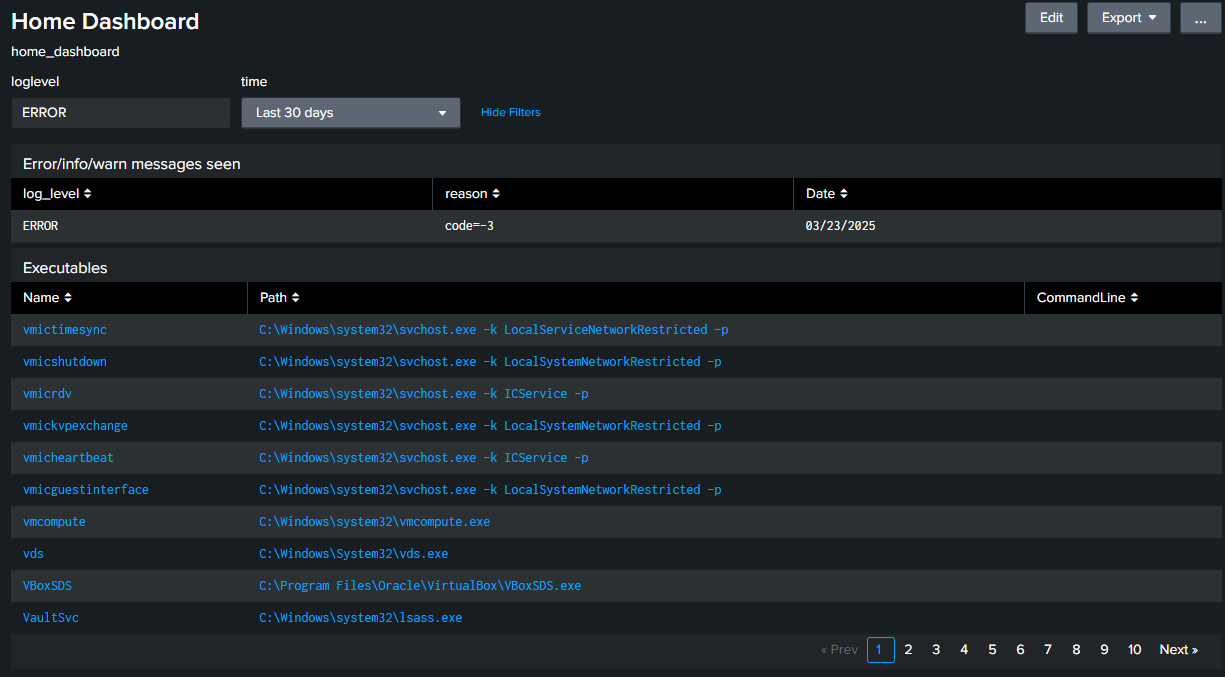 Home Dashboard
Edit Export ...
home_dashboard
loglevel time
ERROR Last 30 days Hide Filters
Error/info/warn messages seen
log_level reason Date
ERROR code=-3 03/23/2025
Executables
Name Path CommandLine
vmictimesync C:\Windows\system32\svchost.exe -k LocalServiceNetworkRestricted -p
vmicshutdown C:\Windows\system32\svchost.exe -k LocalSystemNetworkRestricted -p
vmicrdv C:\Windows\system32\svchost.exe -k ICService -p
vmickvpexchange C:\Windows\system32\svchost.exe -k LocalSystemNetworkRestricted -p
vmicheartbeat C:\Windows\system32\svchost.exe -k ICService -p
vmicguestinterface C:\Windows\system32\svchost.exe -k LocalSystemNetworkRestricted -p
vmcompute C:\Windows\system32\vmcompute.exe
vds C:\Windows\System32\vds.exe
VBoxSDS C:\Program Files\Oracle\VirtualBox\VBoxSDS.exe
VaultSvc C:\Windows\system32\lsass.exe
« Prev 1 2 3 4 5 6 7 8 9 10 Next »